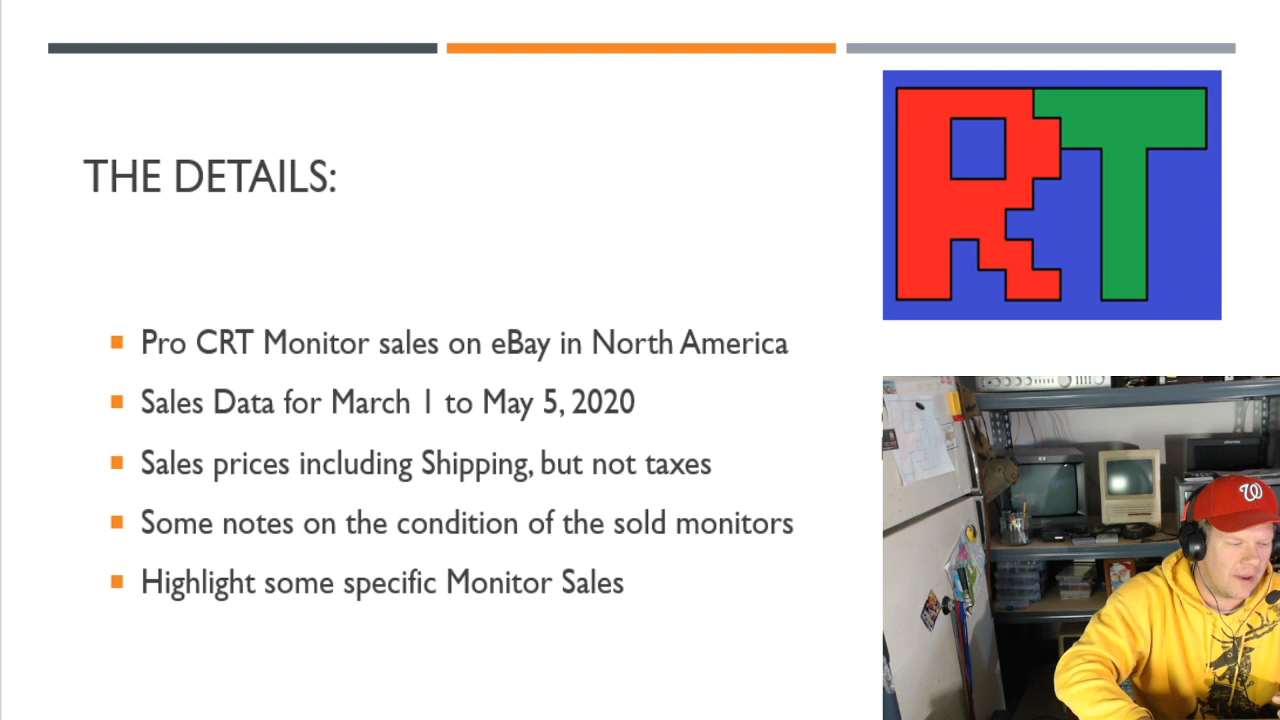 THE DETAILS:
RT
Pro CRT Monitor sales on eBay in North America
Sales Data for March 1 to May 5, 2020
Sales prices including Shipping, but not taxes
Some notes on the condition of the sold monitors
Highlight some specific Monitor Sales
W